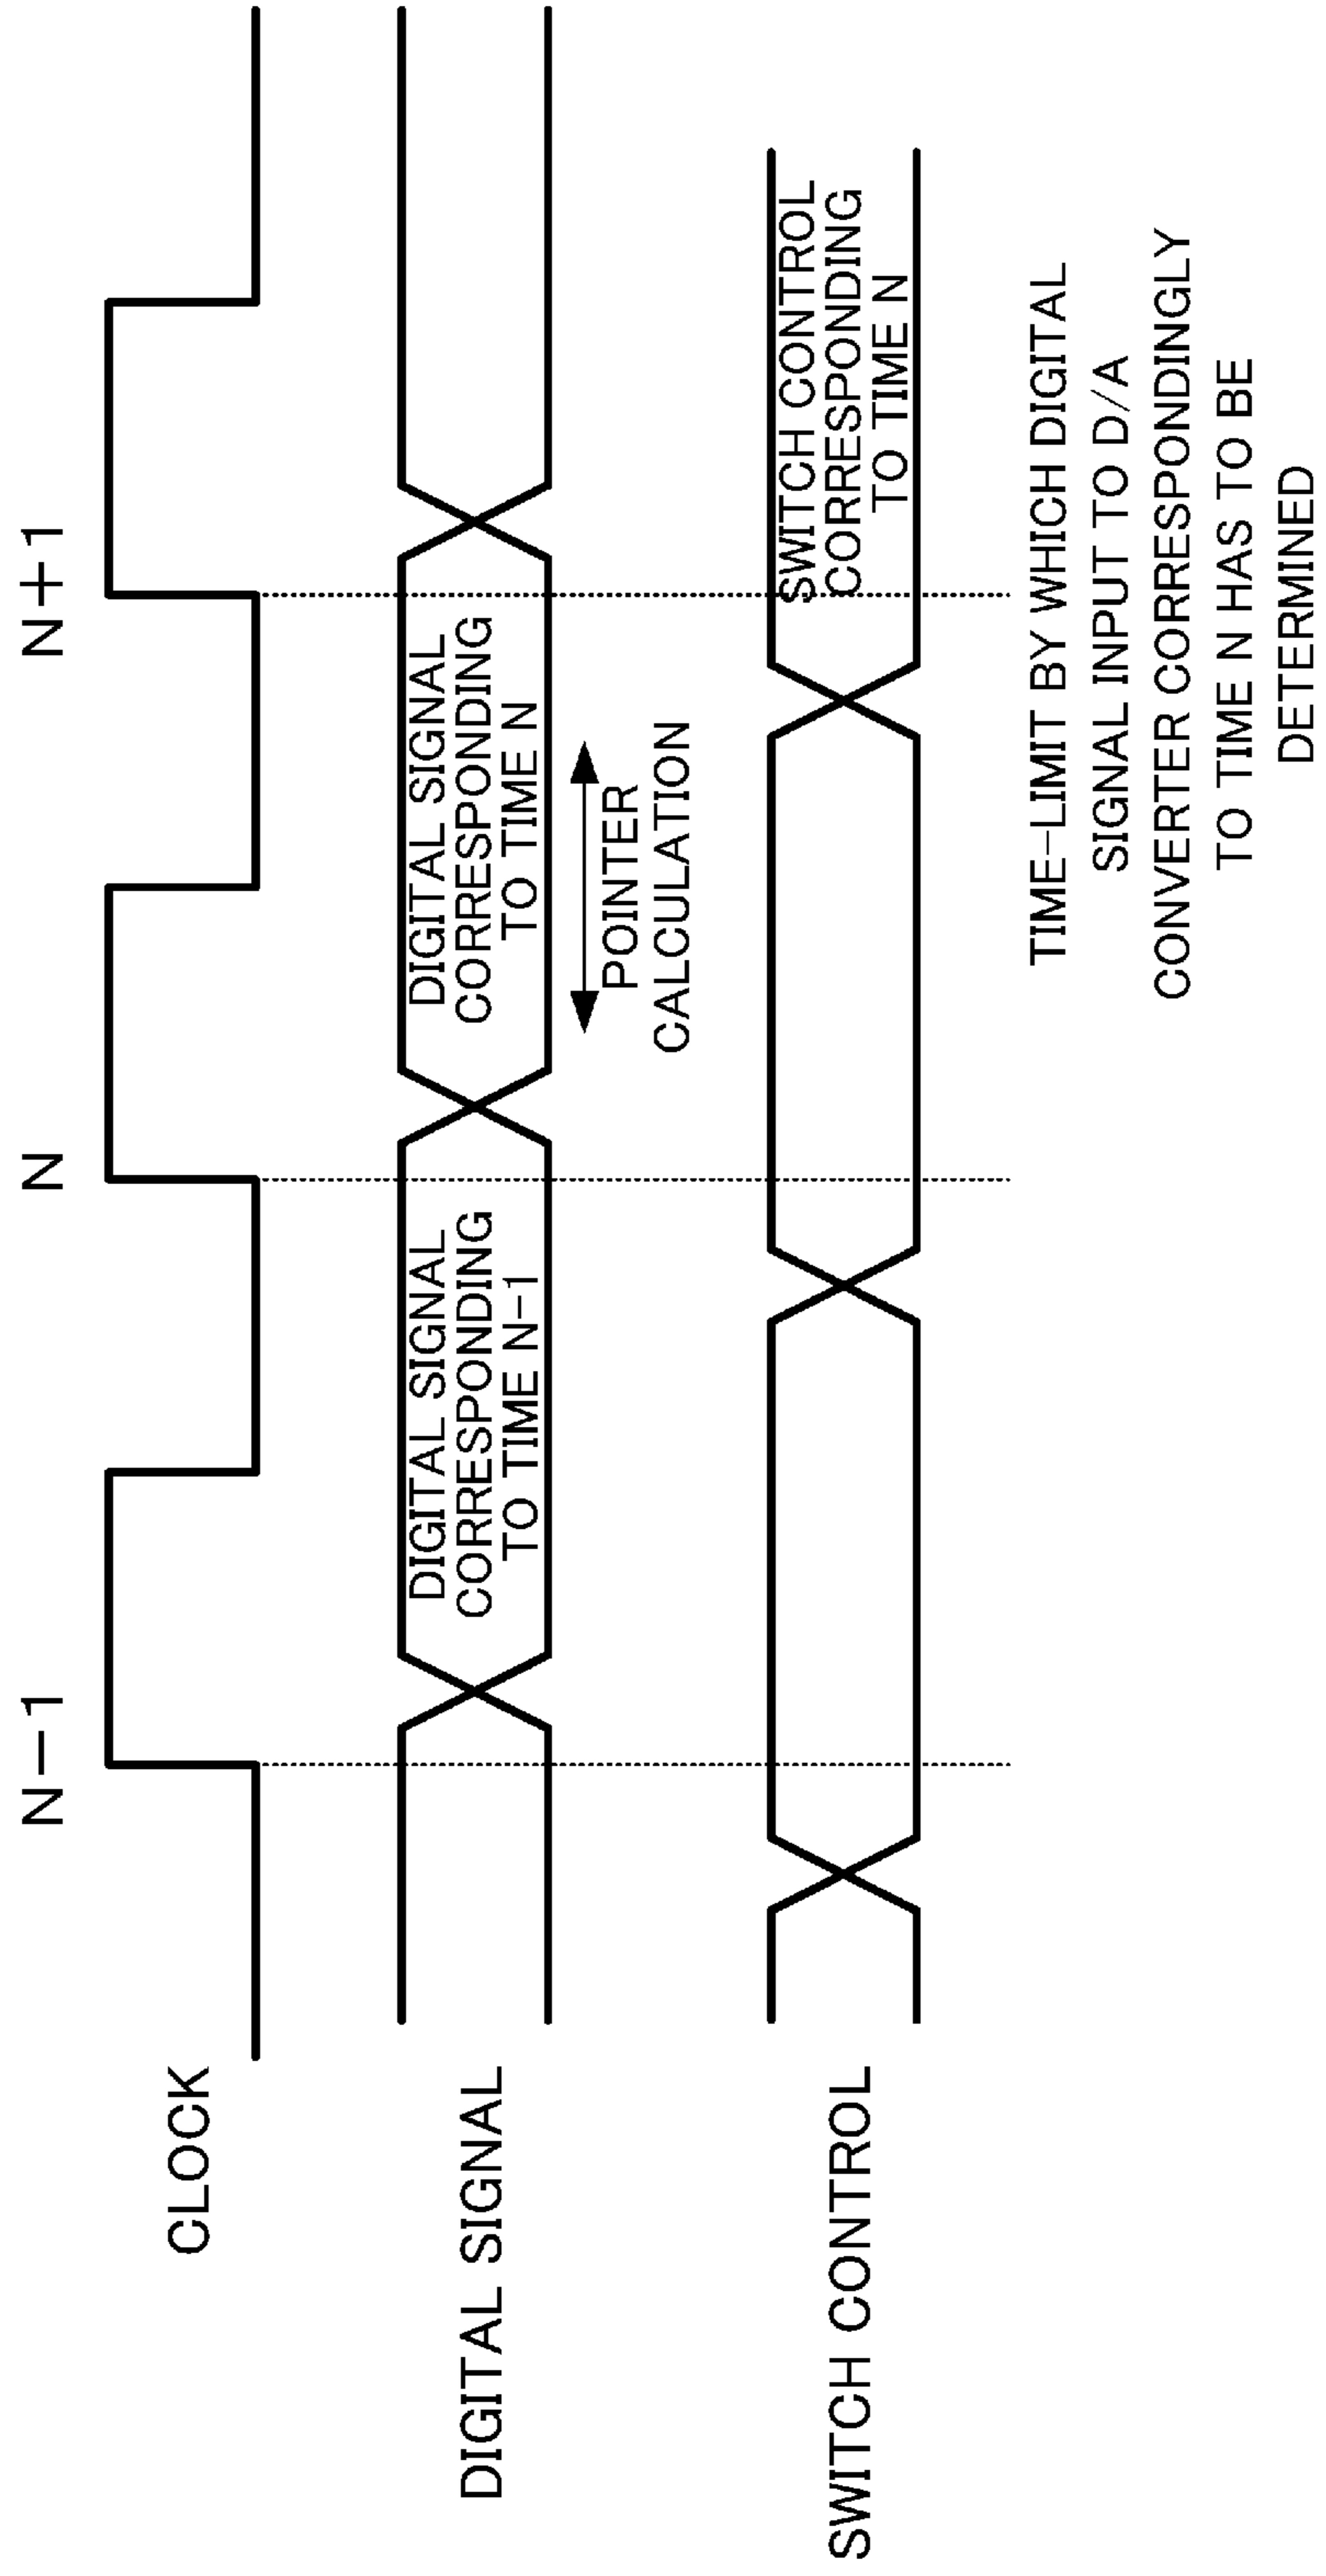 N-1
N
N+1
CLOCK
DIGITAL SIGNAL
DIGITAL SIGNAL
CORRESPONDING
TO TIME N-1
DIGITAL SIGNAL
CORRESPONDING
TO TIME N
POINTER
CALCULATION
SWITCH CONTROL
SWITCH CONTROL
CORRESPONDING
TO TIME N
TIME-LIMIT BY WHICH DIGITAL
SIGNAL INPUT TO D/A
CONVERTER CORRESPONDINGLY
TO TIME N HAS TO BE
DETERMINED